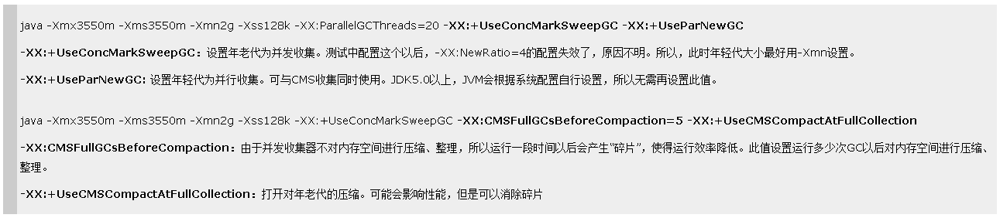 java -Xmx3550m -Xms3550m -Xmn2g -Xss128k -XX:ParallelGCThreads=20 -XX:+UseConcMarkSweepGC -XX:+UseParNewGC
-XX:+UseConcMarkSweepGC：设置年老代为并发收集。测试中配置这个以后，-XX:NewRatio=4的配置失效了，原因不明。所以，此时年轻代大小最好用-Xmn设置。
-XX:+UseParNewGC: 设置年轻代为并行收集。可与CMS收集同时使用。JDK5.0以上，JVM会根据系统配置自行设置，所以无需再设置此值。
java -Xmx3550m -Xms3550m -Xmn2g -Xss128k -XX:+UseConcMarkSweepGC -XX:CMSFullGCsBeforeCompaction=5 -XX:+UseCMSCompactAtFullCollection
-XX:CMSFullGCsBeforeCompaction：由于并发收集器不对内存空间进行压缩、整理，所以运行一段时间以后会产生“碎片”，使得运行效率降低。此值设置运行多少次GC以后对内存空间进行压缩、
整理。
-XX:+UseCMSCompactAtFullCollection：打开对年老代的压缩。可能会影响性能，但是可以消除碎片